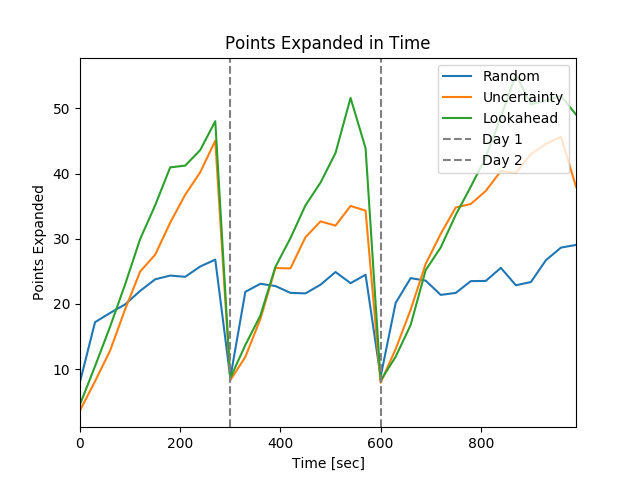 Points Expanded in Time
Points Expanded
50
40
30
20
10
Random
Uncertainty
Lookahead
Day 1
Day 2
0
200
400
600
800
Time [sec]